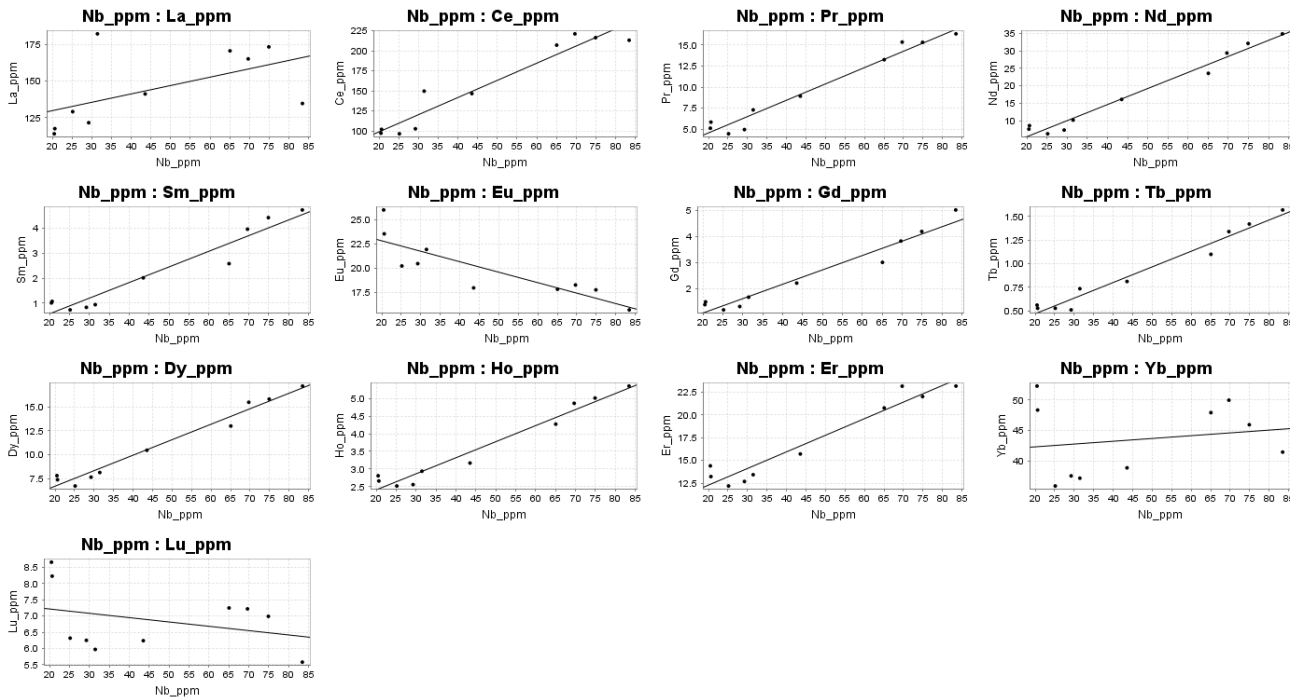 Nb_ppm : La_ppm
175
150
125
La_ppm
20 25 30 35 40 45 50 55 60 65 70 75 80 85
Nb_ppm
Nb_ppm : Ce_ppm
225
200
175
150
125
100
Ce_ppm
20 25 30 35 40 45 50 55 60 65 70 75 80 85
Nb_ppm
Nb_ppm : Pr_ppm
15.0
12.5
10.0
7.5
5.0
Pr_ppm
20 25 30 35 40 45 50 55 60 65 70 75 80 85
Nb_ppm
Nb_ppm : Nd_ppm
35
30
25
20
15
10
Nd_ppm
20 25 30 35 40 45 50 55 60 65 70 75 80 85
Nb_ppm
Nb_ppm : Sm_ppm
4
3
2
1
Sm_ppm
20 25 30 35 40 45 50 55 60 65 70 75 80 85
Nb_ppm
Nb_ppm : Eu_ppm
25.0
22.5
20.0
17.5
Eu_ppm
20 25 30 35 40 45 50 55 60 65 70 75 80 85
Nb_ppm
Nb_ppm : Gd_ppm
5
4
3
2
Gd_ppm
20 25 30 35 40 45 50 55 60 65 70 75 80 85
Nb_ppm
Nb_ppm : Tb_ppm
1.50
1.25
1.00
0.75
0.50
Tb_ppm
20 25 30 35 40 45 50 55 60 65 70 75 80 85
Nb_ppm
Nb_ppm : Dy_ppm
15.0
12.5
10.0
7.5
Dy_ppm
20 25 30 35 40 45 50 55 60 65 70 75 80 85
Nb_ppm
Nb_ppm : Ho_ppm
5.0
4.5
4.0
3.5
3.0
2.5
Ho_ppm
20 25 30 35 40 45 50 55 60 65 70 75 80 85
Nb_ppm
Nb_ppm : Er_ppm
22.5
20.0
17.5
15.0
12.5
Er_ppm
20 25 30 35 40 45 50 55 60 65 70 75 80 85
Nb_ppm
Nb_ppm : Yb_ppm
50
45
40
Yb_ppm
20 25 30 35 40 45 50 55 60 65 70 75 80 85
Nb_ppm
Nb_ppm : Lu_ppm
8.5
8.0
7.5
7.0
6.5
6.0
5.5
Lu_ppm
20 25 30 35 40 45 50 55 60 65 70 75 80 85
Nb_ppm